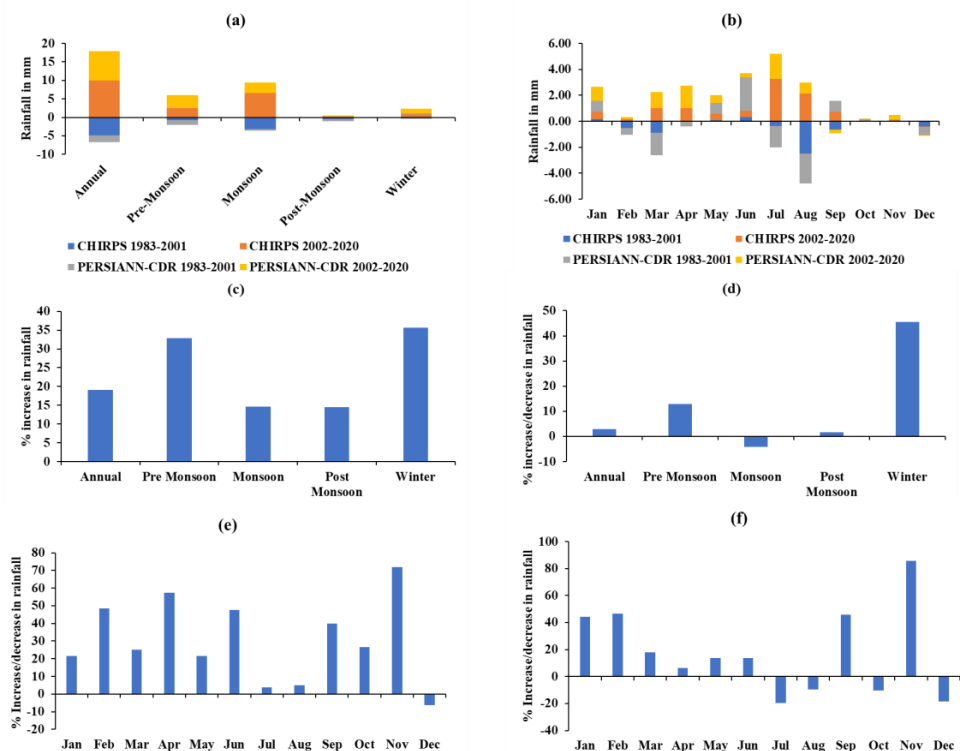 (a)
Rainfall in mm
20
15
10
5
0
-5
-10
Annual
Pre-Monsoon
Monsoon
Post-Monsoon
Winter
CHIRPS 1983-2001
CHIRPS 2002-2020
PERSIANN-CDR 1983-2001
PERSIANN-CDR 2002-2020
(b)
Rainfall in mm
6.00
4.00
2.00
0.00
-2.00
-4.00
-6.00
Jan Feb Mar Apr May Jun Jul Aug Sep Oct Nov Dec
CHIRPS 1983-2001
CHIRPS 2002-2020
PERSIANN-CDR 1983-2001
PERSIANN-CDR 2002-2020
(c)
% increase in rainfall
40
35
30
25
20
15
10
5
0
Annual Pre Monsoon Monsoon Post Winter
Monsoon
(d)
% increase/decrease in rainfall
50
40
30
20
10
0
-10
Annual Pre Monsoon Monsoon Post Winter
Monsoon
(e)
% Increase/decrease in rainfall
80
70
60
50
40
30
20
10
0
-10
-20
Jan Feb Mar Apr May Jun Jul Aug Sep Oct Nov Dec
(f)
% Increase/decrease in rainfall
100
80
60
40
20
0
-20
-40
Jan Feb Mar Apr May Jun Jul Aug Sep Oct Nov Dec